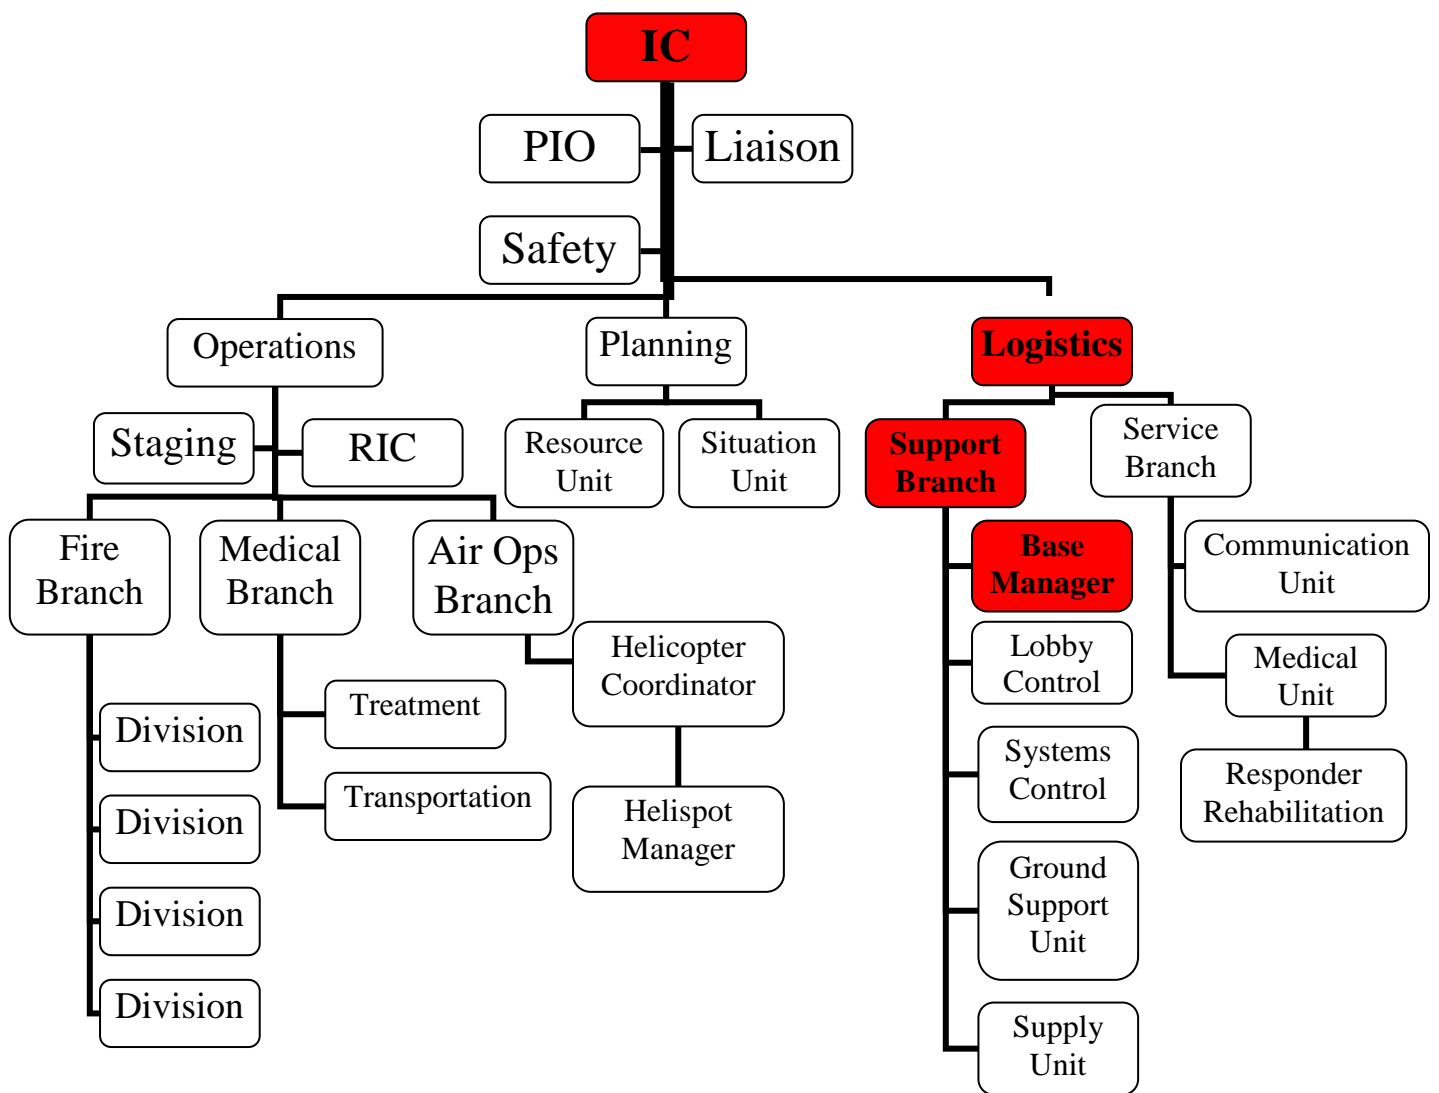 IC
PIO
Liaison
Safety
Operations
Planning
Logistics
Staging
RIC
Resource
Unit
Situation
Unit
Support
Branch
Service
Branch
Fire
Branch
Medical
Branch
Air Ops
Branch
Base
Manager
Communication
Unit
Helicopter
Coordinator
Lobby
Control
Medical
Unit
Division
Treatment
Systems
Control
Responder
Rehabilitation
Division
Transportation
Helispot
Manager
Ground
Support
Unit
Division
Division
Supply
Unit